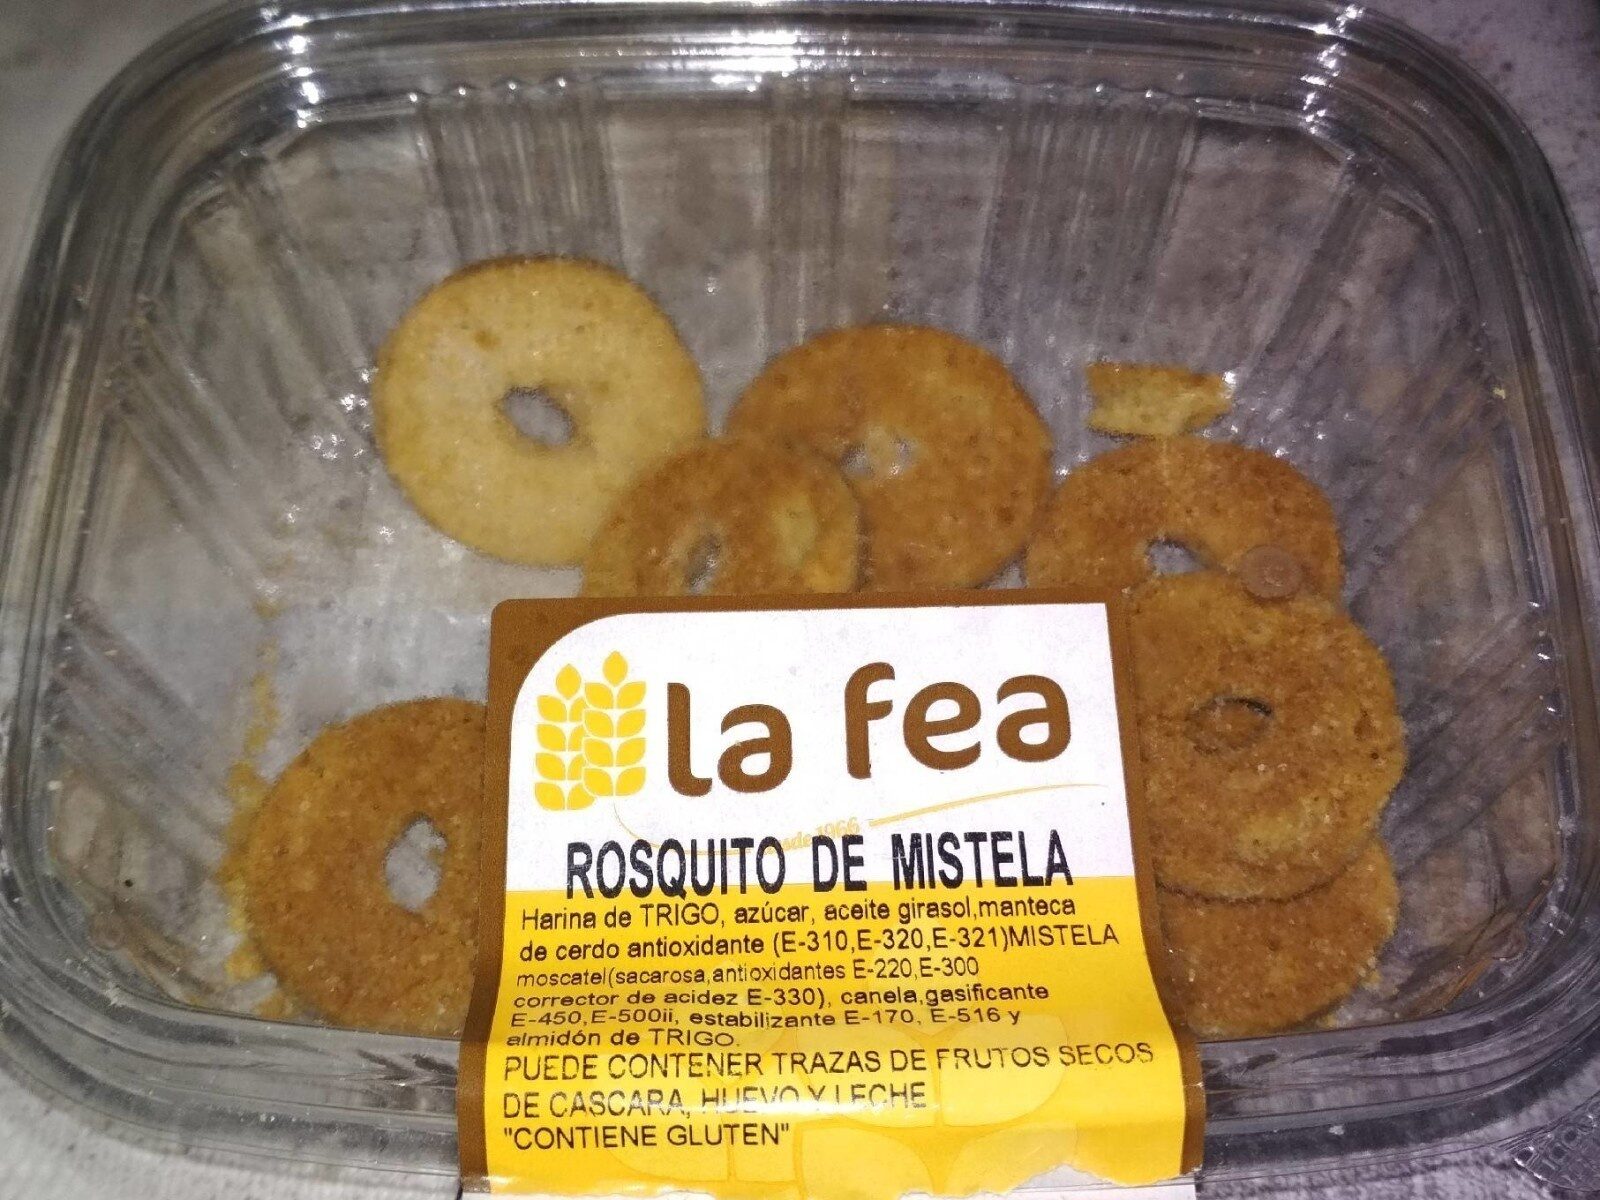 la fea
desde 1966
ROSQUITO DE MISTELA
Harina de TRIGO, azúcar, aceite girasol,manteca
de cerdo antioxidante (E-310,E-320,E-321)MISTELA
moscatel(sacarosa,antioxidantes E-220,E-300
corrector de acidez E-330), canela,gasificante
E-450,E-500ii, estabilizante E-170, E-516 y
almidón de TRIGO.
PUEDE CONTENER TRAZAS DE FRUTOS SECOS
DE CASCARA, HUEVO Y LECHE
"CONTIENE GLUTEN"